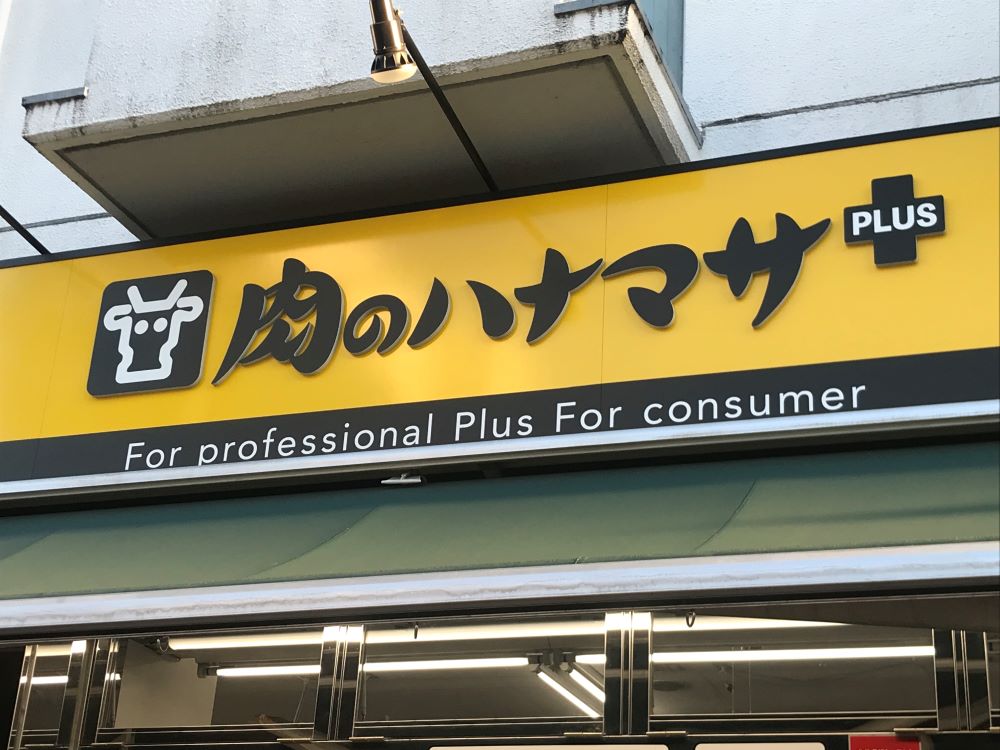 肉のハナマサ PLUS
For professional Plus For consumer